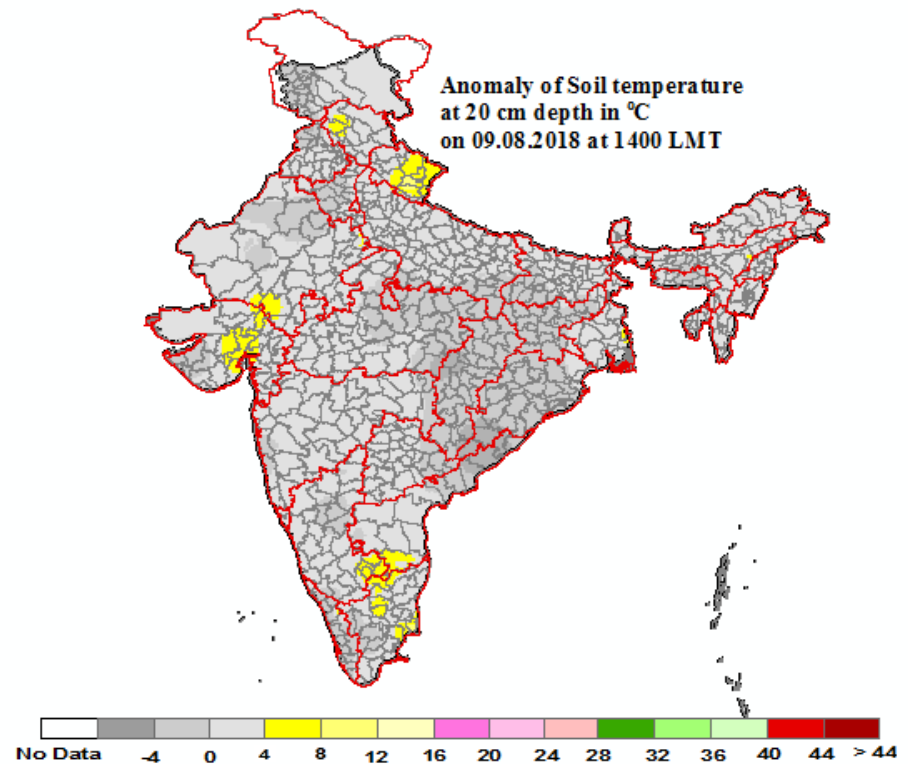 Anomaly of Soil temperature
at 20 cm depth in ⁰C
on 09.08.2018 at 1400 LMT
No Data -4 0 4 8 12 16 20 24 28 32 36 40 44 > 44